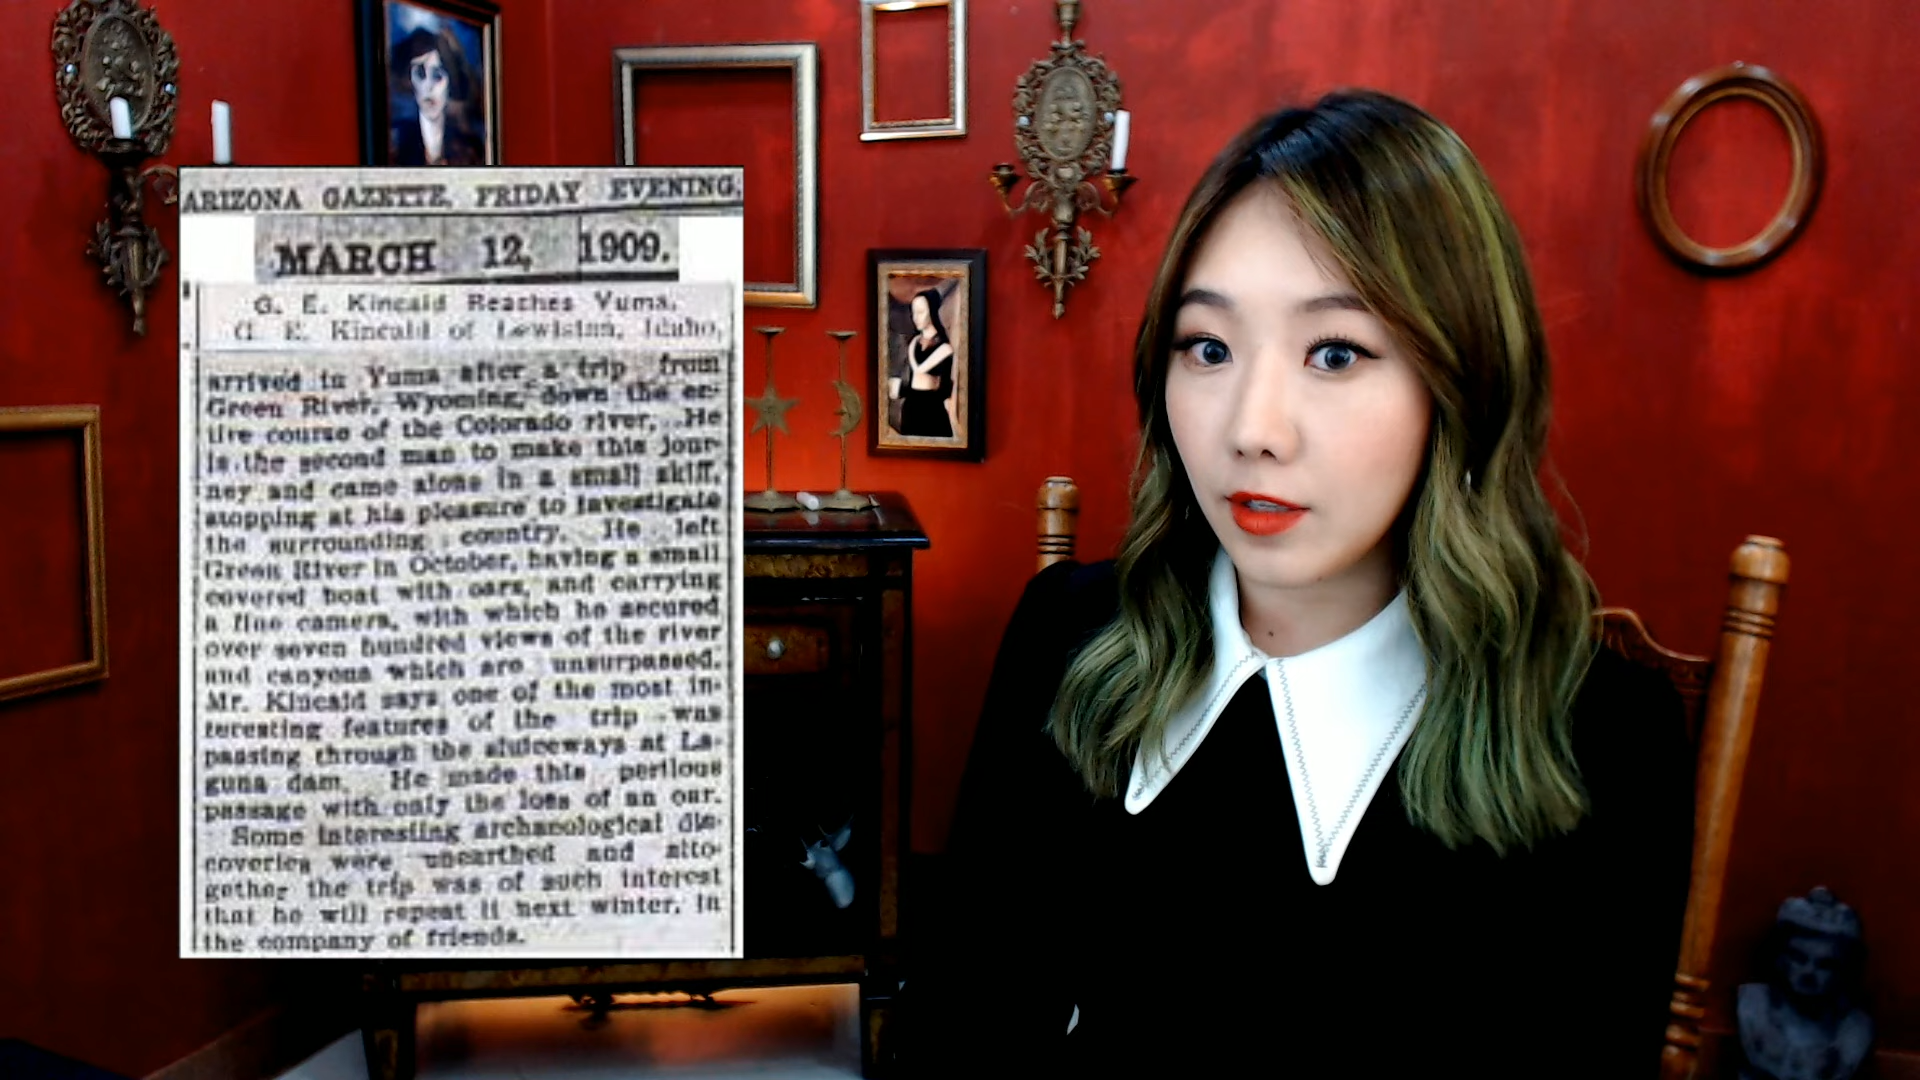 ARIZONA GAZETTE, FRIDAY EVENING,
MARCH 12, 1909.
G. E. Kincaid Reaches Yuma.
G. E. Kincaid of Lewiston, Idaho,
arrived in Yuma after a trip from
Green River, Wyoming, down the en-
tire course of the Colorado river. He
is the second man to make this jour-
ney and came alone in a small skiff,
stopping at his pleasure to investigate
the surrounding country. He left
Green River in October, having a small
covered boat with oars, and carrying
a fine camera, with which he secured
over seven hundred views of the river
and canyons which are unsurpassed.
Mr. Kincaid says one of the most in-
teresting features of the trip was
passing through the sluiceways at La-
guna dam. He made this perilous
passage with only the loss of an oar.
Some interesting archaeological dis-
coveries were unearthed and alto-
gether the trip was of such interest
that he will repeat it next winter, in
the company of friends.